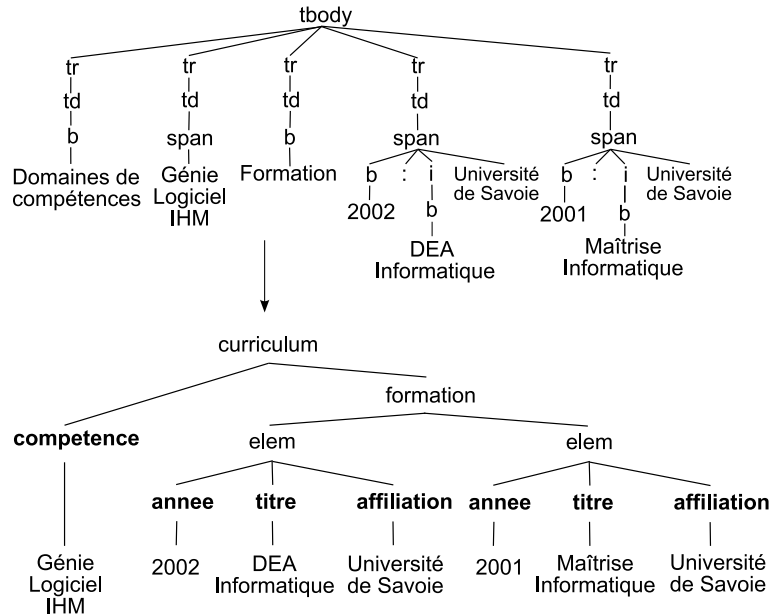 tbody
tr tr tr tr tr
td td td td td
b span b span span
Domaines de
compétences
Génie
Logiciel
IHM
Formation
b : i Université
de Savoie
2002 b
DEA
Informatique
b : i Université
de Savoie
2001 b
Maîtrise
Informatique
curriculum
formation
competence elem elem
annee titre affiliation annee titre affiliation
Génie
Logiciel
IHM
2002
DEA
Informatique
Université
de Savoie
2001
Maîtrise
Informatique
Université
de Savoie